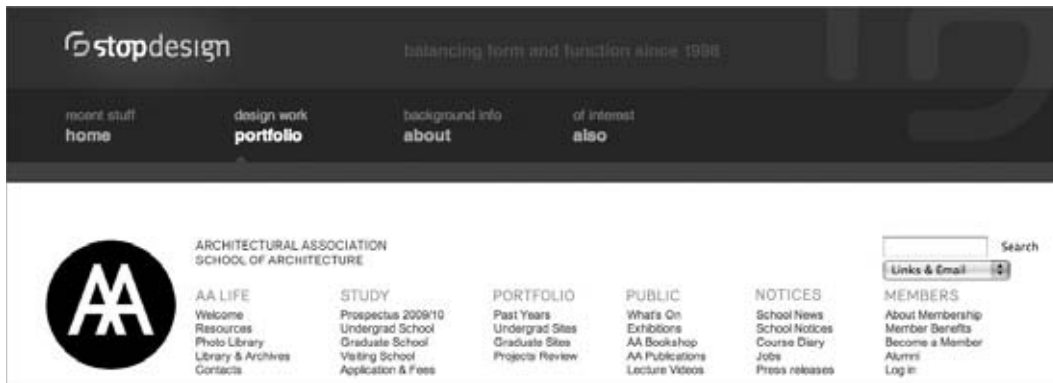 stopdesign
balancing form and function since 1998
recent stuff
home
design work
portfolio
background info
about
of interest
also
AA
ARCHITECTURAL ASSOCIATION
SCHOOL OF ARCHITECTURE
Search
Links & Email
AA LIFE
Welcome
Resources
Photo Library
Library & Archives
Contacts
STUDY
Prospectus 2009/10
Undergrad School
Graduate School
Visiting School
Application & Fees
PORTFOLIO
Past Years
Undergrad Sites
Graduate Sites
Projects Review
PUBLIC
What's On
Exhibitions
AA Bookshop
AA Publications
Lecture Videos
NOTICES
School News
School Notices
Course Diary
Jobs
Press releases
MEMBERS
About Membership
Member Benefits
Become a Member
Alumni
Log in